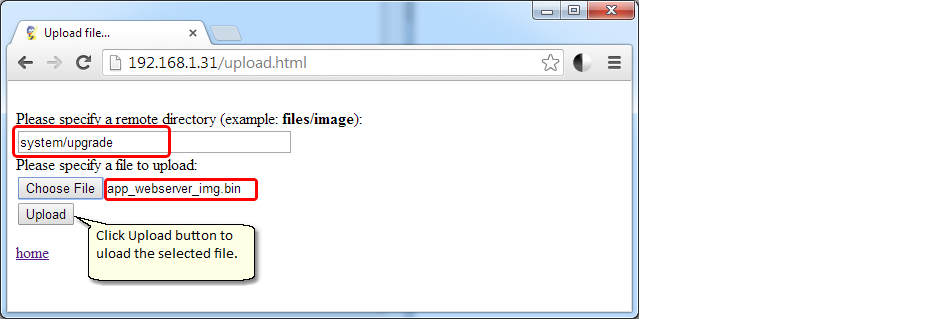 Upload file...
192.168.1.31/upload.html
Please specify a remote directory (example: files/image):
system/upgrade
Please specify a file to upload:
Choose File app_webserver_img.bin
Upload
Click Upload button to
uload the selected file.
home